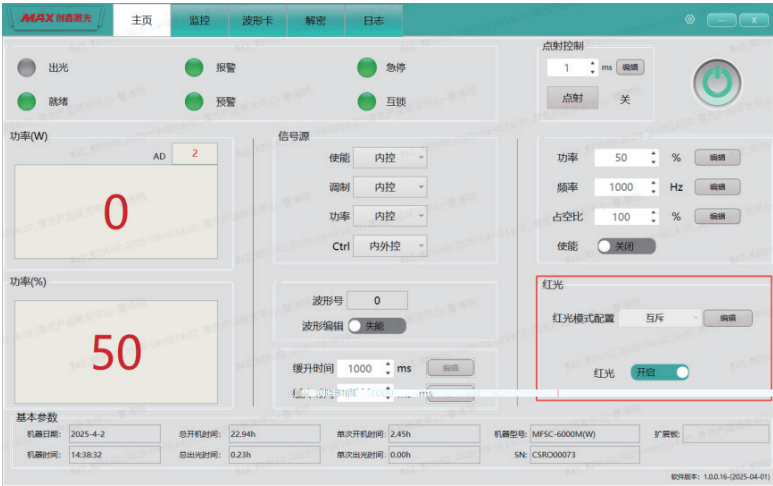 MAX 创鑫激光 主页 监控 波形卡 解密 日志
出光 报警 急停
就绪 预警 互锁
点射控制
1 ms 编辑
点射 关
功率(W)
AD 2
0
功率(%)
50
信号源
使能 内控
调制 内控
功率 内控
Ctrl 内外控
波形号 0
波形编辑 失能
缓升时间 1000 ms 编辑
功率 50 % 编辑
频率 1000 Hz 编辑
占空比 100 % 编辑
使能 关闭
红光
红光模式配置 互斥 编辑
红光 开启
基本参数
机器日期: 2025-4-2 总开机时间: 22.94h 单次开机时间: 2.45h 机器型号: MFSC-6000M(W) 扩展板:
机器时间: 14:38:32 总出光时间: 0.23h 单次出光时间: 0.00h SN: CSRO00073
软件版本: 1.0.0.16-(2025-04-01)